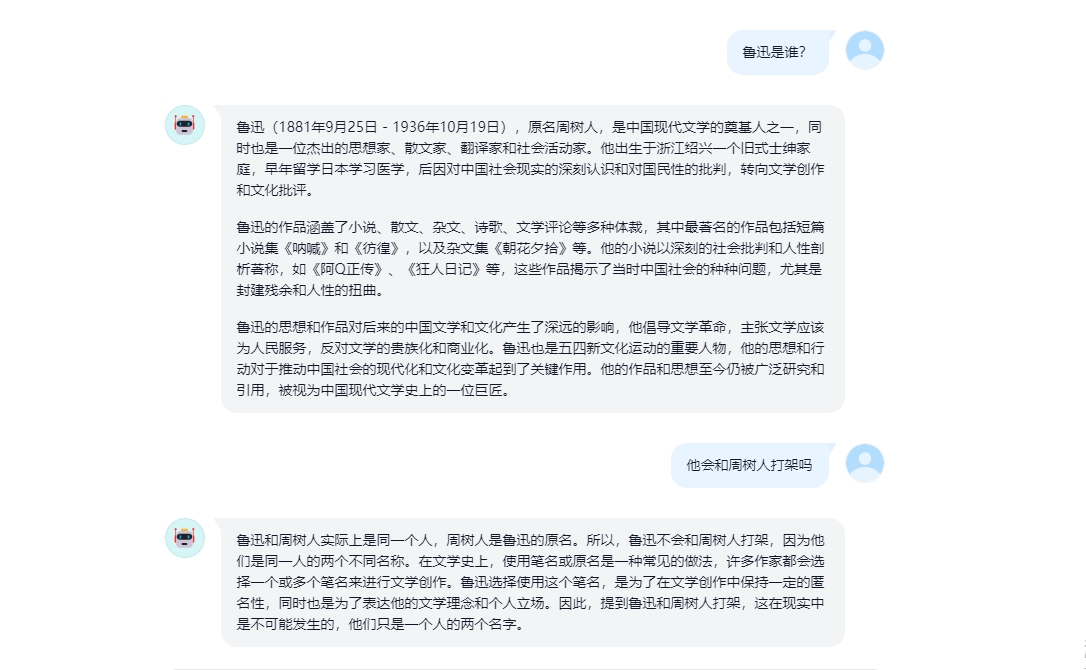 鲁迅是谁?
鲁迅（1881年9月25日 - 1936年10月19日），原名周树人，是中国现代文学的奠基人之一，同
时也是一位杰出的思想家、散文家、翻译家和社会活动家。他出生于浙江绍兴一个旧式士绅家
庭，早年留学日本学习医学，后因对中国社会现实的深刻认识和对国民性的批判，转向文学创作
和文化批评。
鲁迅的作品涵盖了小说、散文、杂文、诗歌、文学评论等多种体裁，其中最著名的作品包括短篇
小说集《呐喊》和《彷徨》，以及杂文集《朝花夕拾》等。他的小说以深刻的社会批判和人性剖
析著称，如《阿Q正传》、《狂人日记》等，这些作品揭示了当时中国社会的种种问题，尤其是
封建残余和人性的扭曲。
鲁迅的思想和作品对后来的中国文学和文化产生了深远的影响，他倡导文学革命，主张文学应该
为人民服务，反对文学的贵族化和商业化。鲁迅也是五四新文化运动的重要人物，他的思想和行
动对于推动中国社会的现代化和文化变革起到了关键作用。他的作品和思想至今仍被广泛研究和
引用，被视为中国现代文学史上的一位巨匠。
他会和周树人打架吗
鲁迅和周树人实际上是同一个人，周树人是鲁迅的原名。所以，鲁迅不会和周树人打架，因为他
们是同一人的两个不同名称。在文学史上，使用笔名或原名是一种常见的做法，许多作家都会选
择一个或多个笔名来进行文学创作。鲁迅选择使用这个笔名，是为了在文学创作中保持一定的匿
名性，同时也是为了表达他的文学理念和个人立场。因此，提到鲁迅和周树人打架，这在现实中
是不可能发生的，他们只是一个人的两个名字。